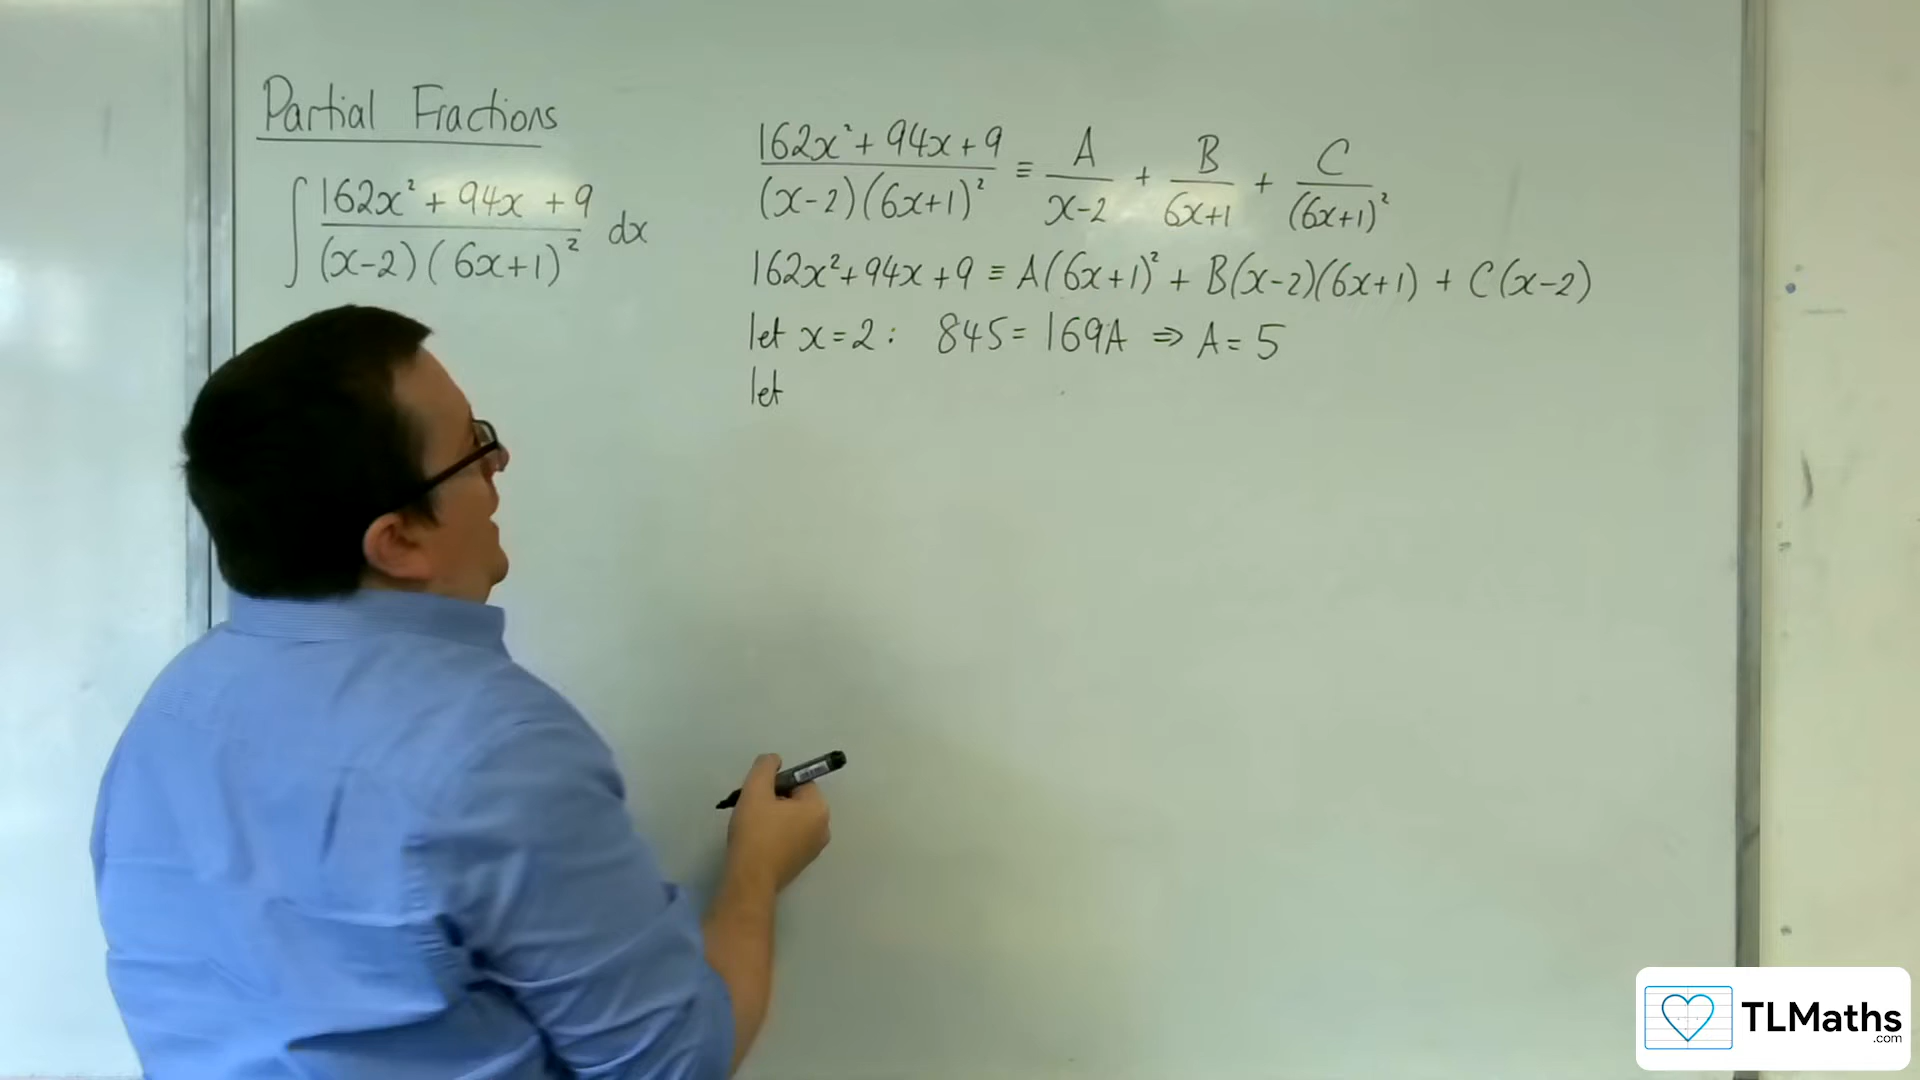 Partial Fractions
∫ (162x² + 94x + 9)/((x-2)(6x+1)²) dx
(162x² + 94x + 9)/((x-2)(6x+1)²) ≡ A/(x-2) + B/(6x+1) + C/(6x+1)²
162x² + 94x + 9 ≡ A(6x+1)² + B(x-2)(6x+1) + C(x-2)
let x = 2 : 845 = 169A ⇒ A = 5
let
TLMaths
.com